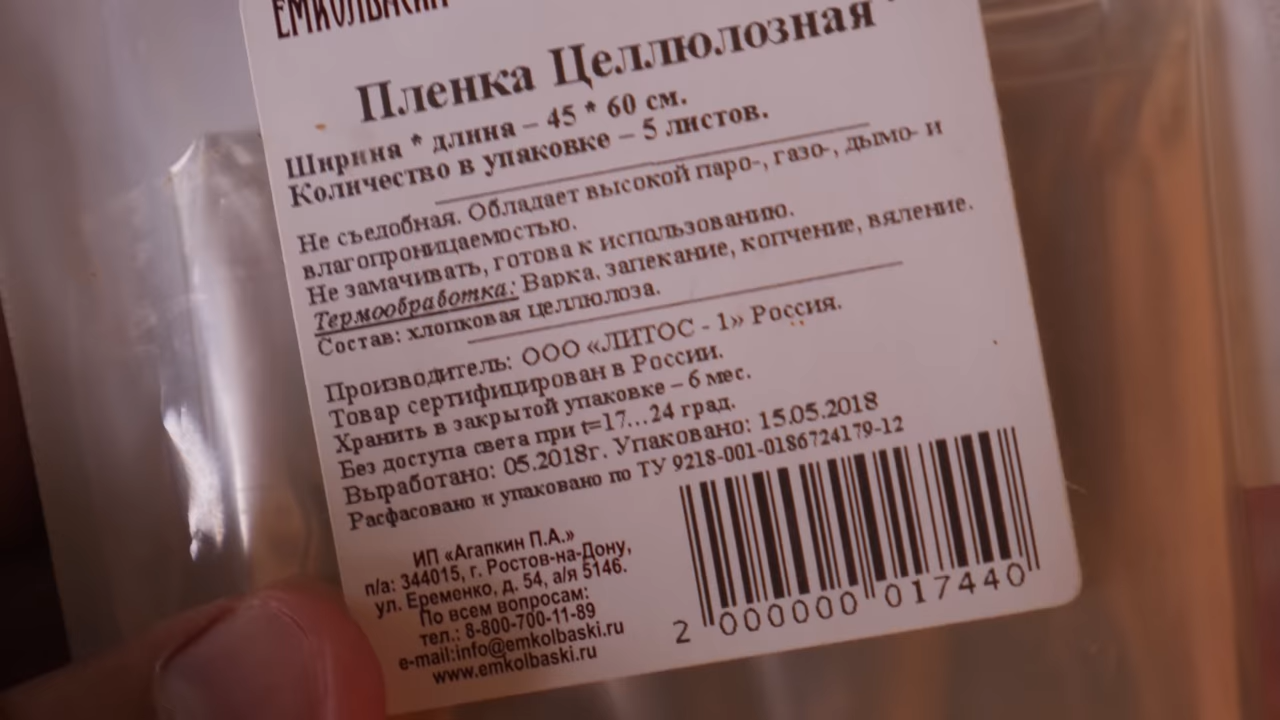 ЕМКОЛБАСКИ
Пленка Целлюлозная
Ширина * длина – 45 * 60 см.
Количество в упаковке – 5 листов.
Не съедобная. Обладает высокой паро-, газо-, дымо- и
влагопроницаемостью.
Не замачивать, готова к использованию.
Термообработка: Варка, запекание, копчение, вяление.
Состав: хлопковая целлюлоза.
Производитель: ООО «ЛИТОС - 1» Россия.
Товар сертифицирован в России.
Хранить в закрытой упаковке – 6 мес.
Без доступа света при t=17...24 град.
Выработано: 05.2018г. Упаковано: 15.05.2018
Расфасовано и упаковано по ТУ 9218-001-0186724179-12
ИП «Агапкин П.А.»
п/а: 344015, г. Ростов-на-Дону,
ул. Еременко, д. 54, а/я 5146.
По всем вопросам:
тел.: 8-800-700-11-89
e-mail:info@emkolbaski.ru
www.emkolbaski.ru
2 000000 017440